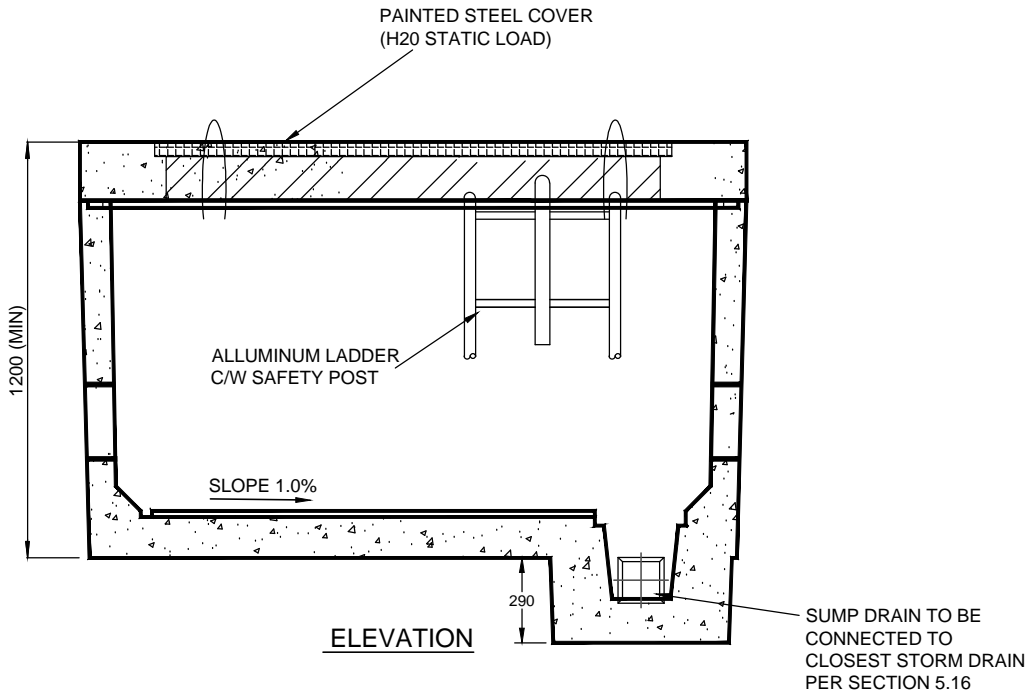 PAINTED STEEL COVER
(H20 STATIC LOAD)
1200 (MIN)
ALLUMINUM LADDER
C/W SAFETY POST
SLOPE 1.0%
290
ELEVATION
SUMP DRAIN TO BE
CONNECTED TO
CLOSEST STORM DRAIN
PER SECTION 5.16